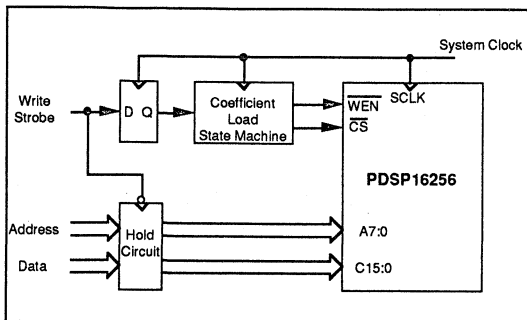 System Clock
Write
Strobe
D Q
Coefficient
Load
State Machine
WEN
SCLK
CS
PDSP16256
Address
Hold
Circuit
A7:0
Data
C15:0